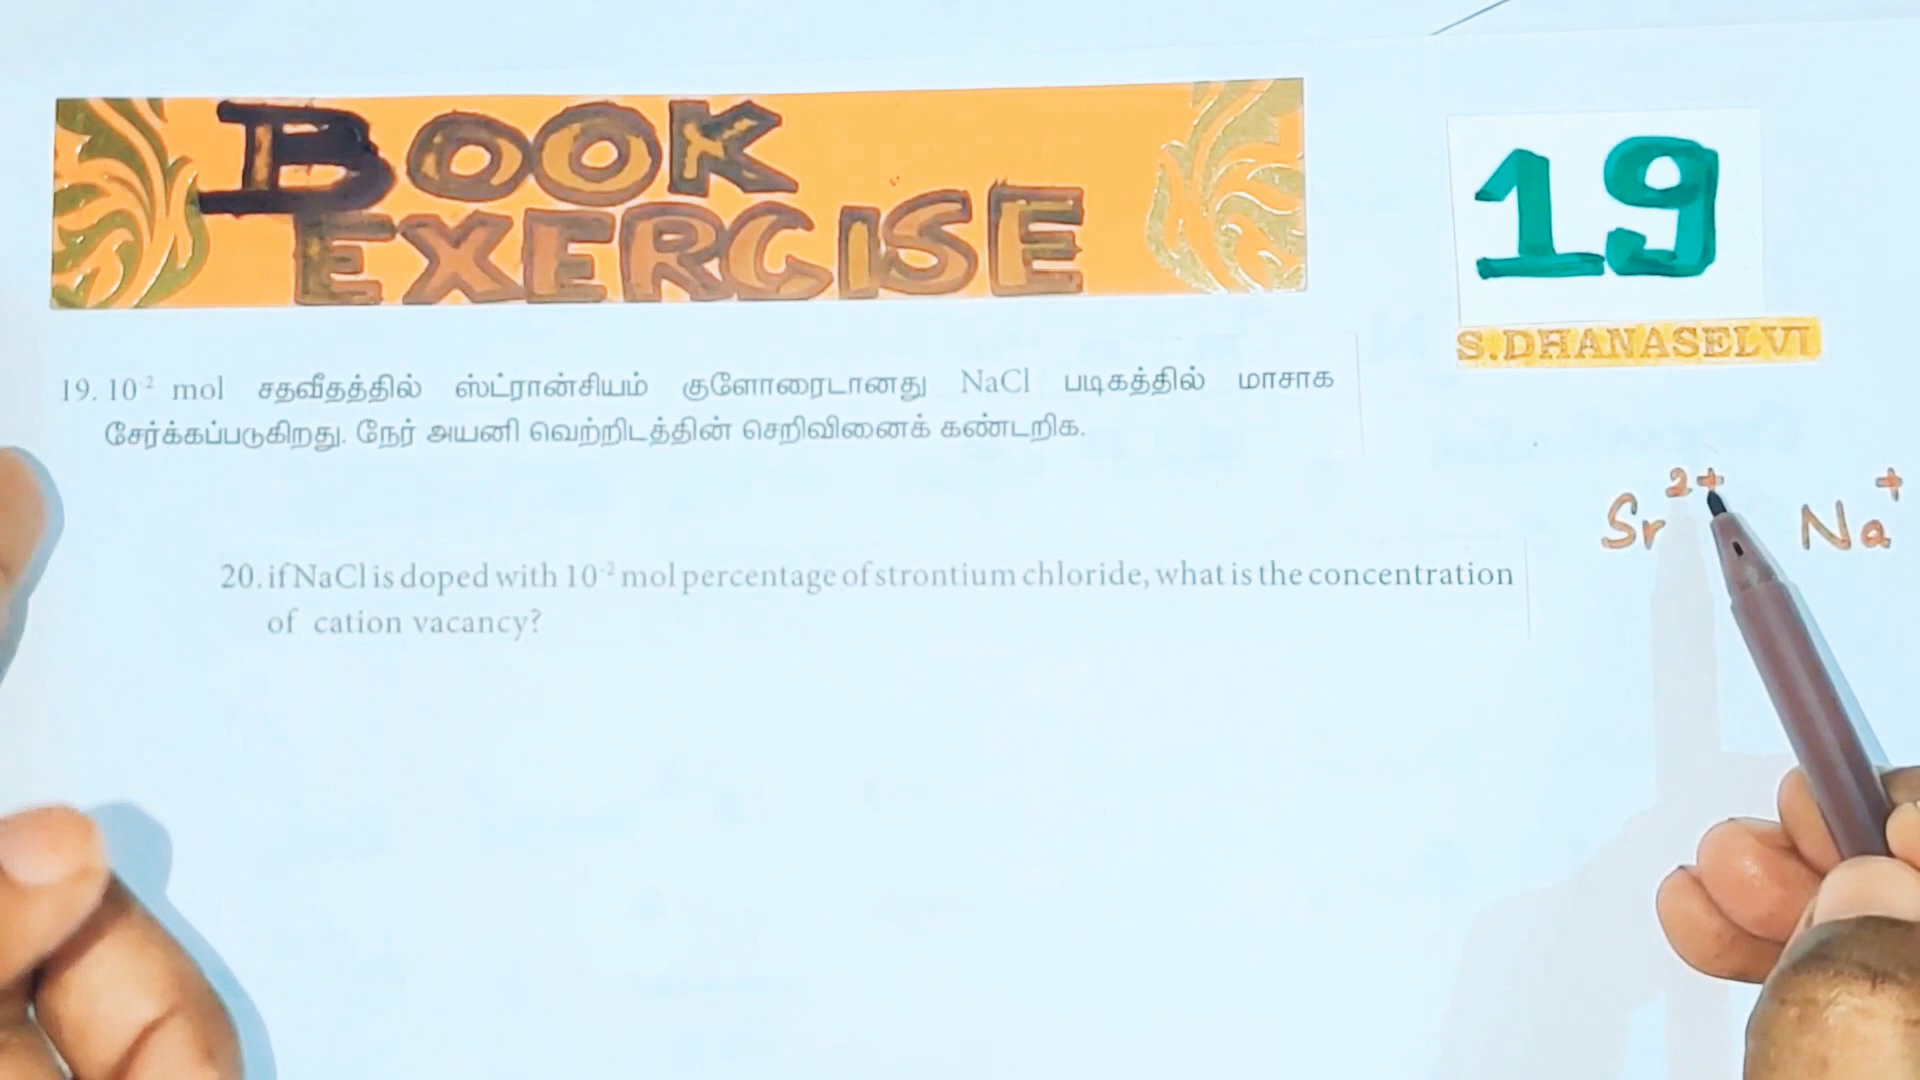 BOOK
EXERCISE
19
S.DHANASELVI
19. 10⁻² mol சதவீதத்தில் ஸ்ட்ரான்சியம் குளோரைடானது NaCl படிகத்தில் மாசாக
சேர்க்கப்படுகிறது. நேர் அயனி வெற்றிடத்தின் செறிவினைக் கண்டறிக.
Sr²⁺ Na⁺
20. if NaCl is doped with 10⁻² mol percentage of strontium chloride, what is the concentration
of cation vacancy?